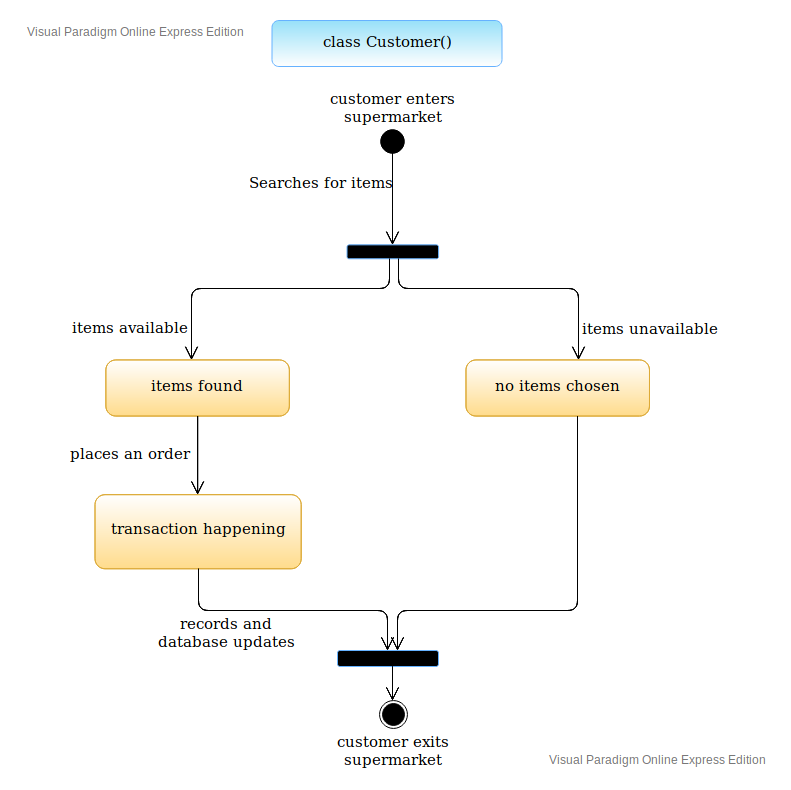 Visual Paradigm Online Express Edition
class Customer()
customer enters
supermarket
Searches for items
items available
items unavailable
items found
no items chosen
places an order
transaction happening
records and
database updates
customer exits
supermarket
Visual Paradigm Online Express Edition